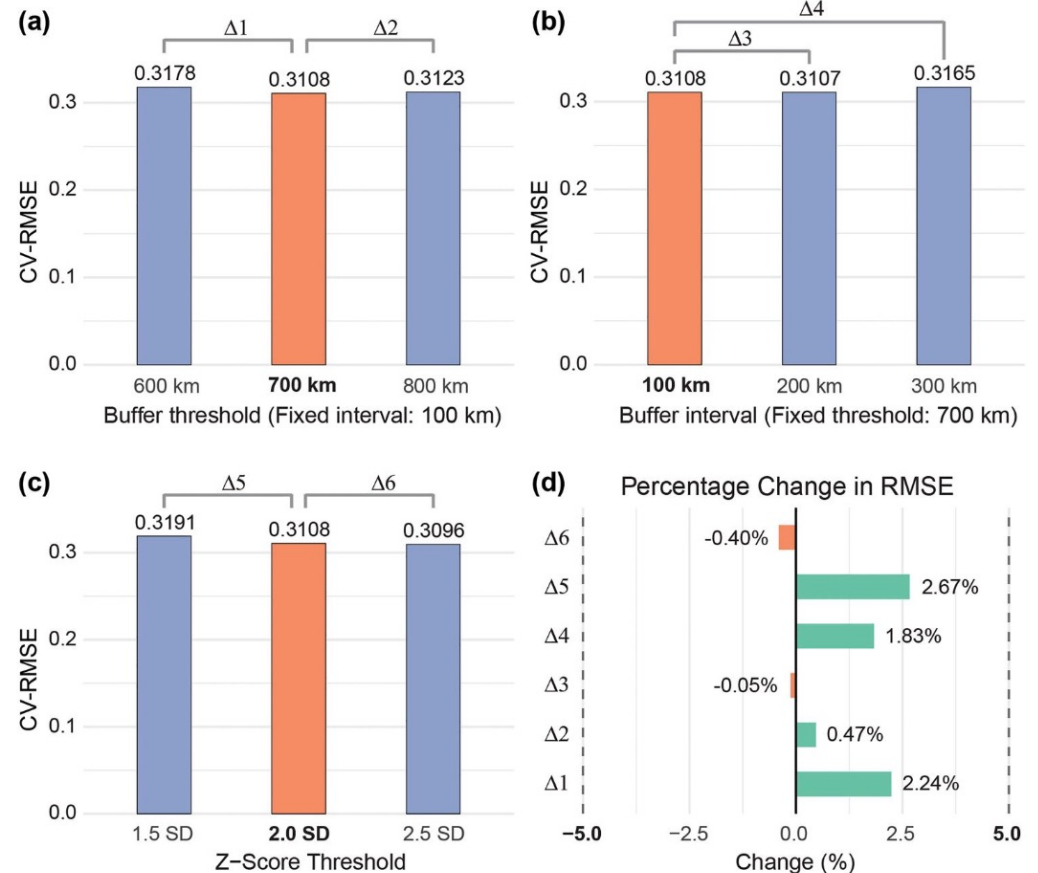 (a)
Δ1
Δ2
0.3178
0.3108
0.3123
0.3
0.2
0.1
0.0
CV-RMSE
600 km
700 km
800 km
Buffer threshold (Fixed interval: 100 km)
(b)
Δ4
Δ3
0.3108
0.3107
0.3165
0.3
0.2
0.1
0.0
CV-RMSE
100 km
200 km
300 km
Buffer interval (Fixed threshold: 700 km)
(c)
Δ5
Δ6
0.3191
0.3108
0.3096
0.3
0.2
0.1
0.0
CV-RMSE
1.5 SD
2.0 SD
2.5 SD
Z−Score Threshold
(d)
Percentage Change in RMSE
Δ6
-0.40%
Δ5
2.67%
Δ4
1.83%
Δ3
-0.05%
Δ2
0.47%
Δ1
2.24%
−5.0
−2.5
0.0
2.5
5.0
Change (%)